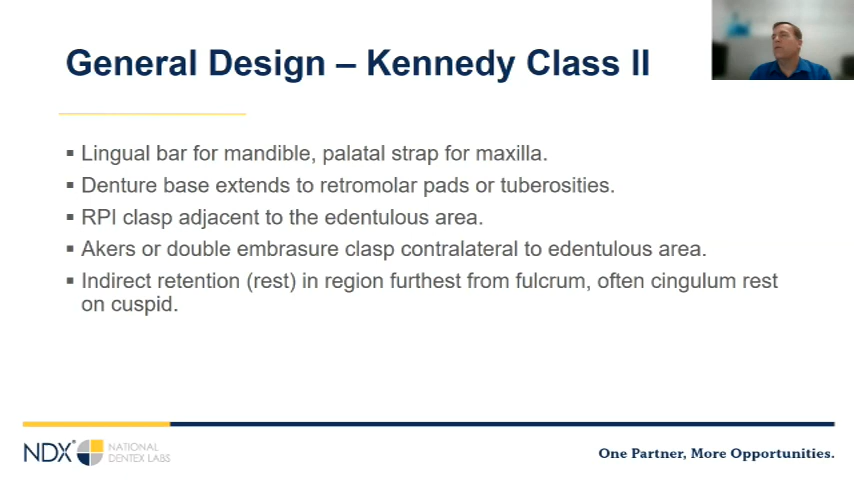 General Design – Kennedy Class II
▪ Lingual bar for mandible, palatal strap for maxilla.
▪ Denture base extends to retromolar pads or tuberosities.
▪ RPI clasp adjacent to the edentulous area.
▪ Akers or double embrasure clasp contralateral to edentulous area.
▪ Indirect retention (rest) in region furthest from fulcrum, often cingulum rest
on cuspid.
NDX® NATIONAL
DENTEX LABS
One Partner, More Opportunities.